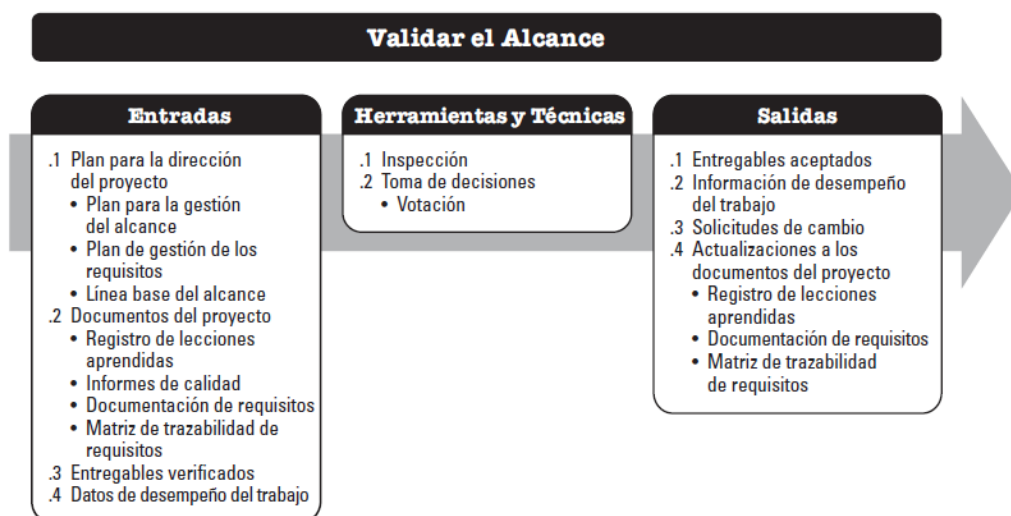 Validar el Alcance
Entradas
.1 Plan para la dirección
del proyecto
• Plan para la gestión
del alcance
• Plan de gestión de los
requisitos
• Línea base del alcance
.2 Documentos del proyecto
• Registro de lecciones
aprendidas
• Informes de calidad
• Documentación de requisitos
• Matriz de trazabilidad de
requisitos
.3 Entregables verificados
.4 Datos de desempeño del trabajo
Herramientas y Técnicas
.1 Inspección
.2 Toma de decisiones
• Votación
Salidas
.1 Entregables aceptados
.2 Información de desempeño
del trabajo
.3 Solicitudes de cambio
.4 Actualizaciones a los
documentos del proyecto
• Registro de lecciones
aprendidas
• Documentación de requisitos
• Matriz de trazabilidad
de requisitos